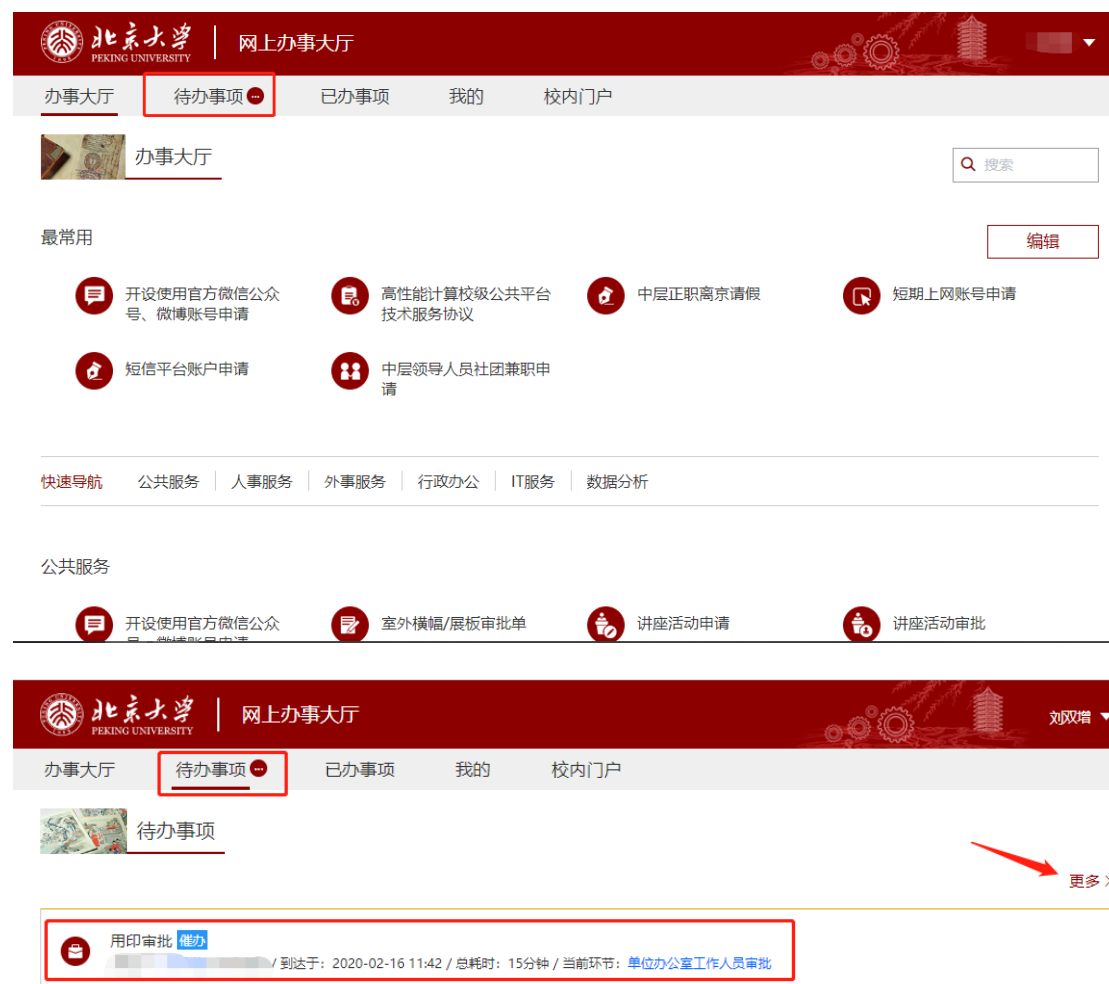 北京大学 网上办事大厅
PEKING UNIVERSITY
办事大厅 待办事项 已办事项 我的 校内门户
办事大厅
搜索
最常用
编辑
开设使用官方微信公众
号、微博账号申请
高性能计算校级公共平台
技术服务协议
中层正职离京请假
短期上网账号申请
短信平台账户申请
中层领导人员社团兼职申
请
快速导航 公共服务 人事服务 外事服务 行政办公 IT服务 数据分析
公共服务
开设使用官方微信公众
号、微博账号申请
室外横幅/展板审批单
讲座活动申请
讲座活动审批
北京大学 网上办事大厅 刘双增
PEKING UNIVERSITY
办事大厅 待办事项 已办事项 我的 校内门户
待办事项
更多
用印审批 催办
/ 到达于：2020-02-16 11:42 / 总耗时：15分钟 / 当前环节：单位办公室工作人员审批